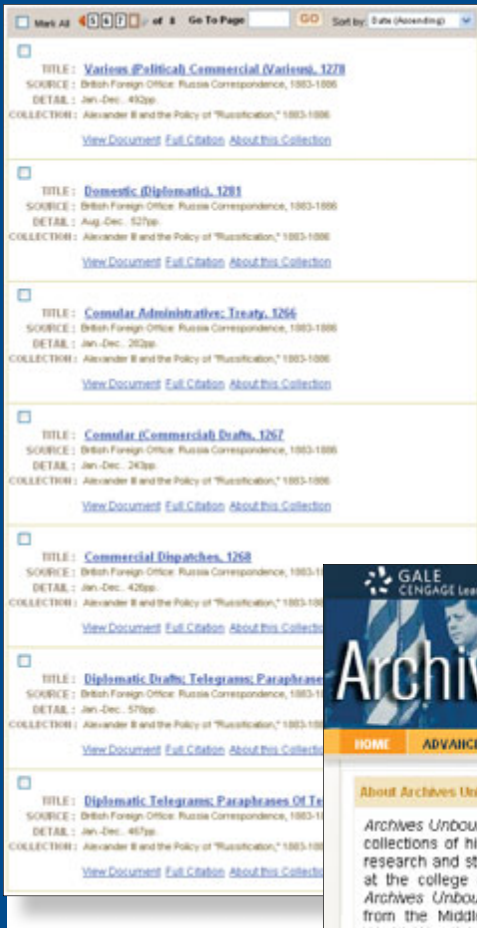 Mark All 5 6 7 of 8 Go To Page GO Sort by: Date (Ascending)
TITLE : Various (Political) Commercial (Various), 1278
SOURCE : British Foreign Office: Russia Correspondence, 1883-1886
DETAIL : Jan.-Dec. 492pp.
COLLECTION : Alexander III and the Policy of "Russification," 1883-1886
View Document Full Citation About this Collection
TITLE : Domestic (Diplomatic), 1281
SOURCE : British Foreign Office: Russia Correspondence, 1883-1886
DETAIL : Aug.-Dec. 527pp.
COLLECTION : Alexander III and the Policy of "Russification," 1883-1886
View Document Full Citation About this Collection
TITLE : Consular Administrative; Treaty, 1266
SOURCE : British Foreign Office: Russia Correspondence, 1883-1886
DETAIL : Jan.-Dec. 282pp.
COLLECTION : Alexander III and the Policy of "Russification," 1883-1886
View Document Full Citation About this Collection
TITLE : Consular (Commercial) Drafts, 1267
SOURCE : British Foreign Office: Russia Correspondence, 1883-1886
DETAIL : Jan.-Dec. 243pp.
COLLECTION : Alexander III and the Policy of "Russification," 1883-1886
View Document Full Citation About this Collection
TITLE : Commercial Dispatches, 1268
SOURCE : British Foreign Office: Russia Correspondence, 1883-1
DETAIL : Jan.-Dec. 426pp.
COLLECTION : Alexander III and the Policy of "Russification," 1883-188
View Document Full Citation About this Collectio
TITLE : Diplomatic Drafts; Telegrams; Paraphrase
SOURCE : British Foreign Office: Russia Correspondence, 1883-1
DETAIL : Jan.-Dec. 578pp.
COLLECTION : Alexander III and the Policy of "Russification," 1883-188
View Document Full Citation About this Collectio
TITLE : Diplomatic Telegrams; Paraphrases Of Te
SOURCE : British Foreign Office: Russia Correspondence, 1883-1
DETAIL : Jan.-Dec. 467pp.
COLLECTION : Alexander III and the Policy of "Russification," 1883-188
View Document Full Citation About this Collectio
GALE
CENGAGE Lea
Archiv
HOME ADVANCE
About Archives Un
Archives Unbou
collections of hi
research and st
at the college
Archives Unbou
from the Middl